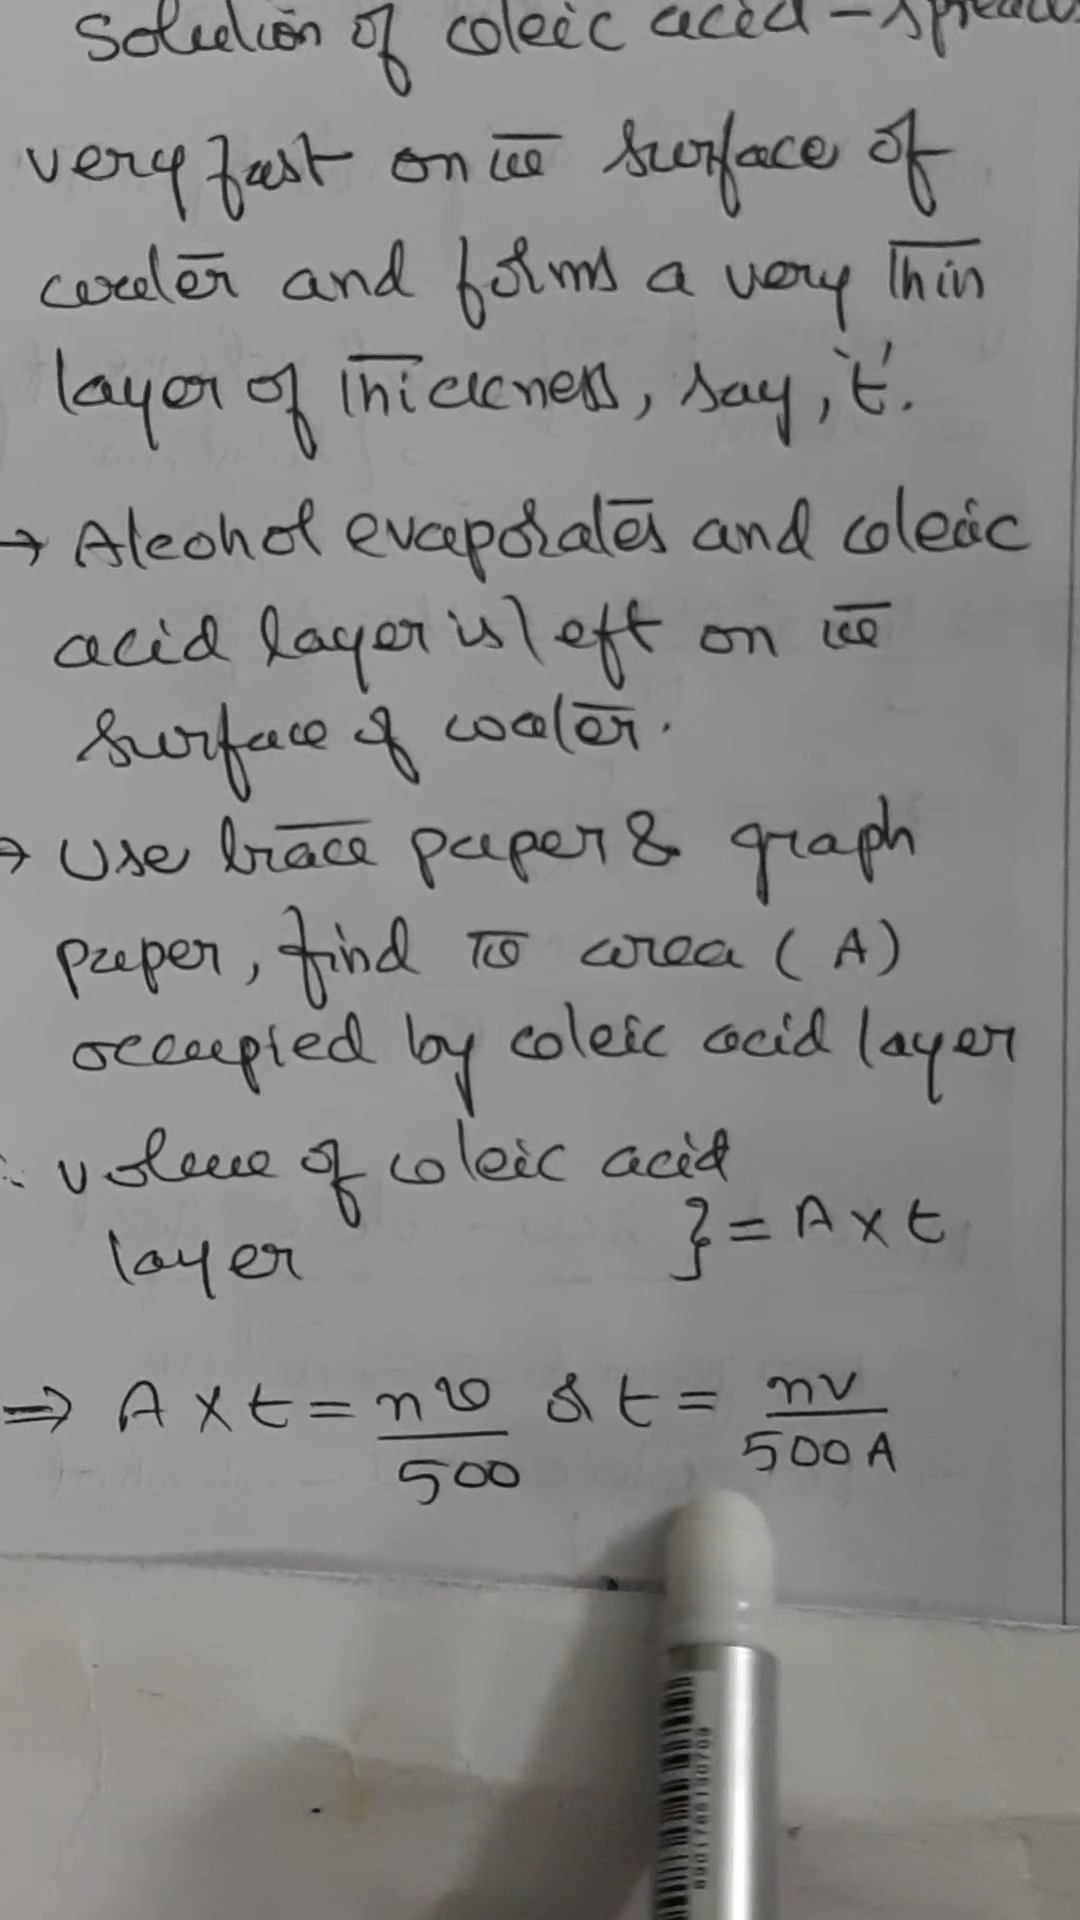 Solution of oleic acid - spreads
very fast on the surface of
water and forms a very thin
layer of thickness, say, 't'.
→ Alcohol evaporates and oleic
acid layer is left on the
surface of water.
→ Use trace paper & graph
paper, find the area (A)
occupied by oleic acid layer
∴ volume of oleic acid
layer } = A x t
⇒ A x t = nv/500 or t = nv/500A